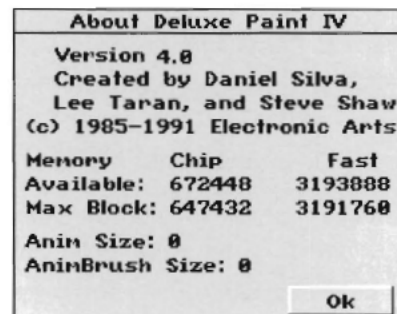 About Deluxe Paint IV
Version 4.0
Created by Daniel Silva,
Lee Taran, and Steve Shaw
(c) 1985-1991 Electronic Arts
Memory Chip Fast
Available: 672448 3193888
Max Block: 647432 3191760
Anim Size: 0
AnimBrush Size: 0
Ok